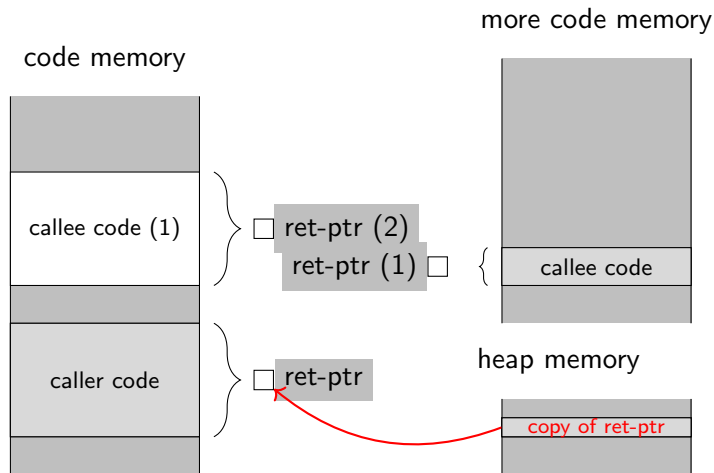 more code memory
code memory
callee code (1)
ret-ptr (2)
ret-ptr (1)
callee code
caller code
ret-ptr
heap memory
copy of ret-ptr